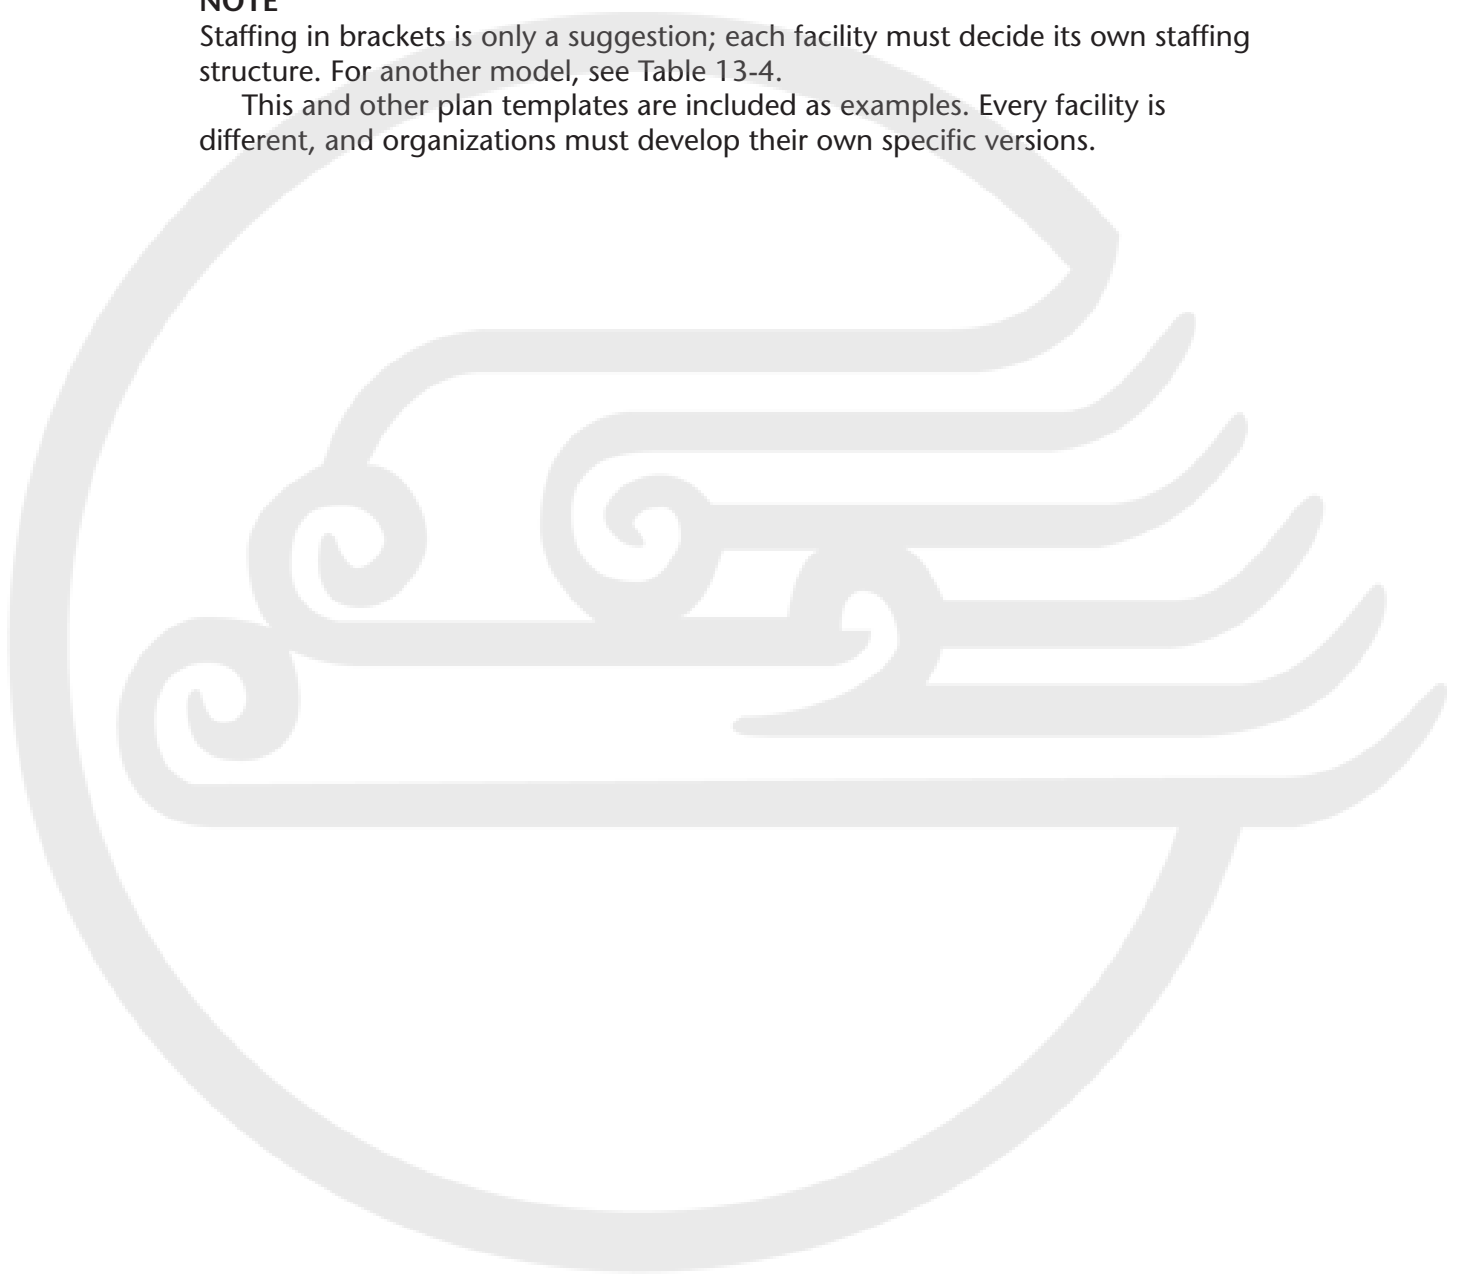 NOTE
Staffing in brackets is only a suggestion; each facility must decide its own staffing
structure. For another model, see Table 13-4.
This and other plan templates are included as examples. Every facility is
different, and organizations must develop their own specific versions.